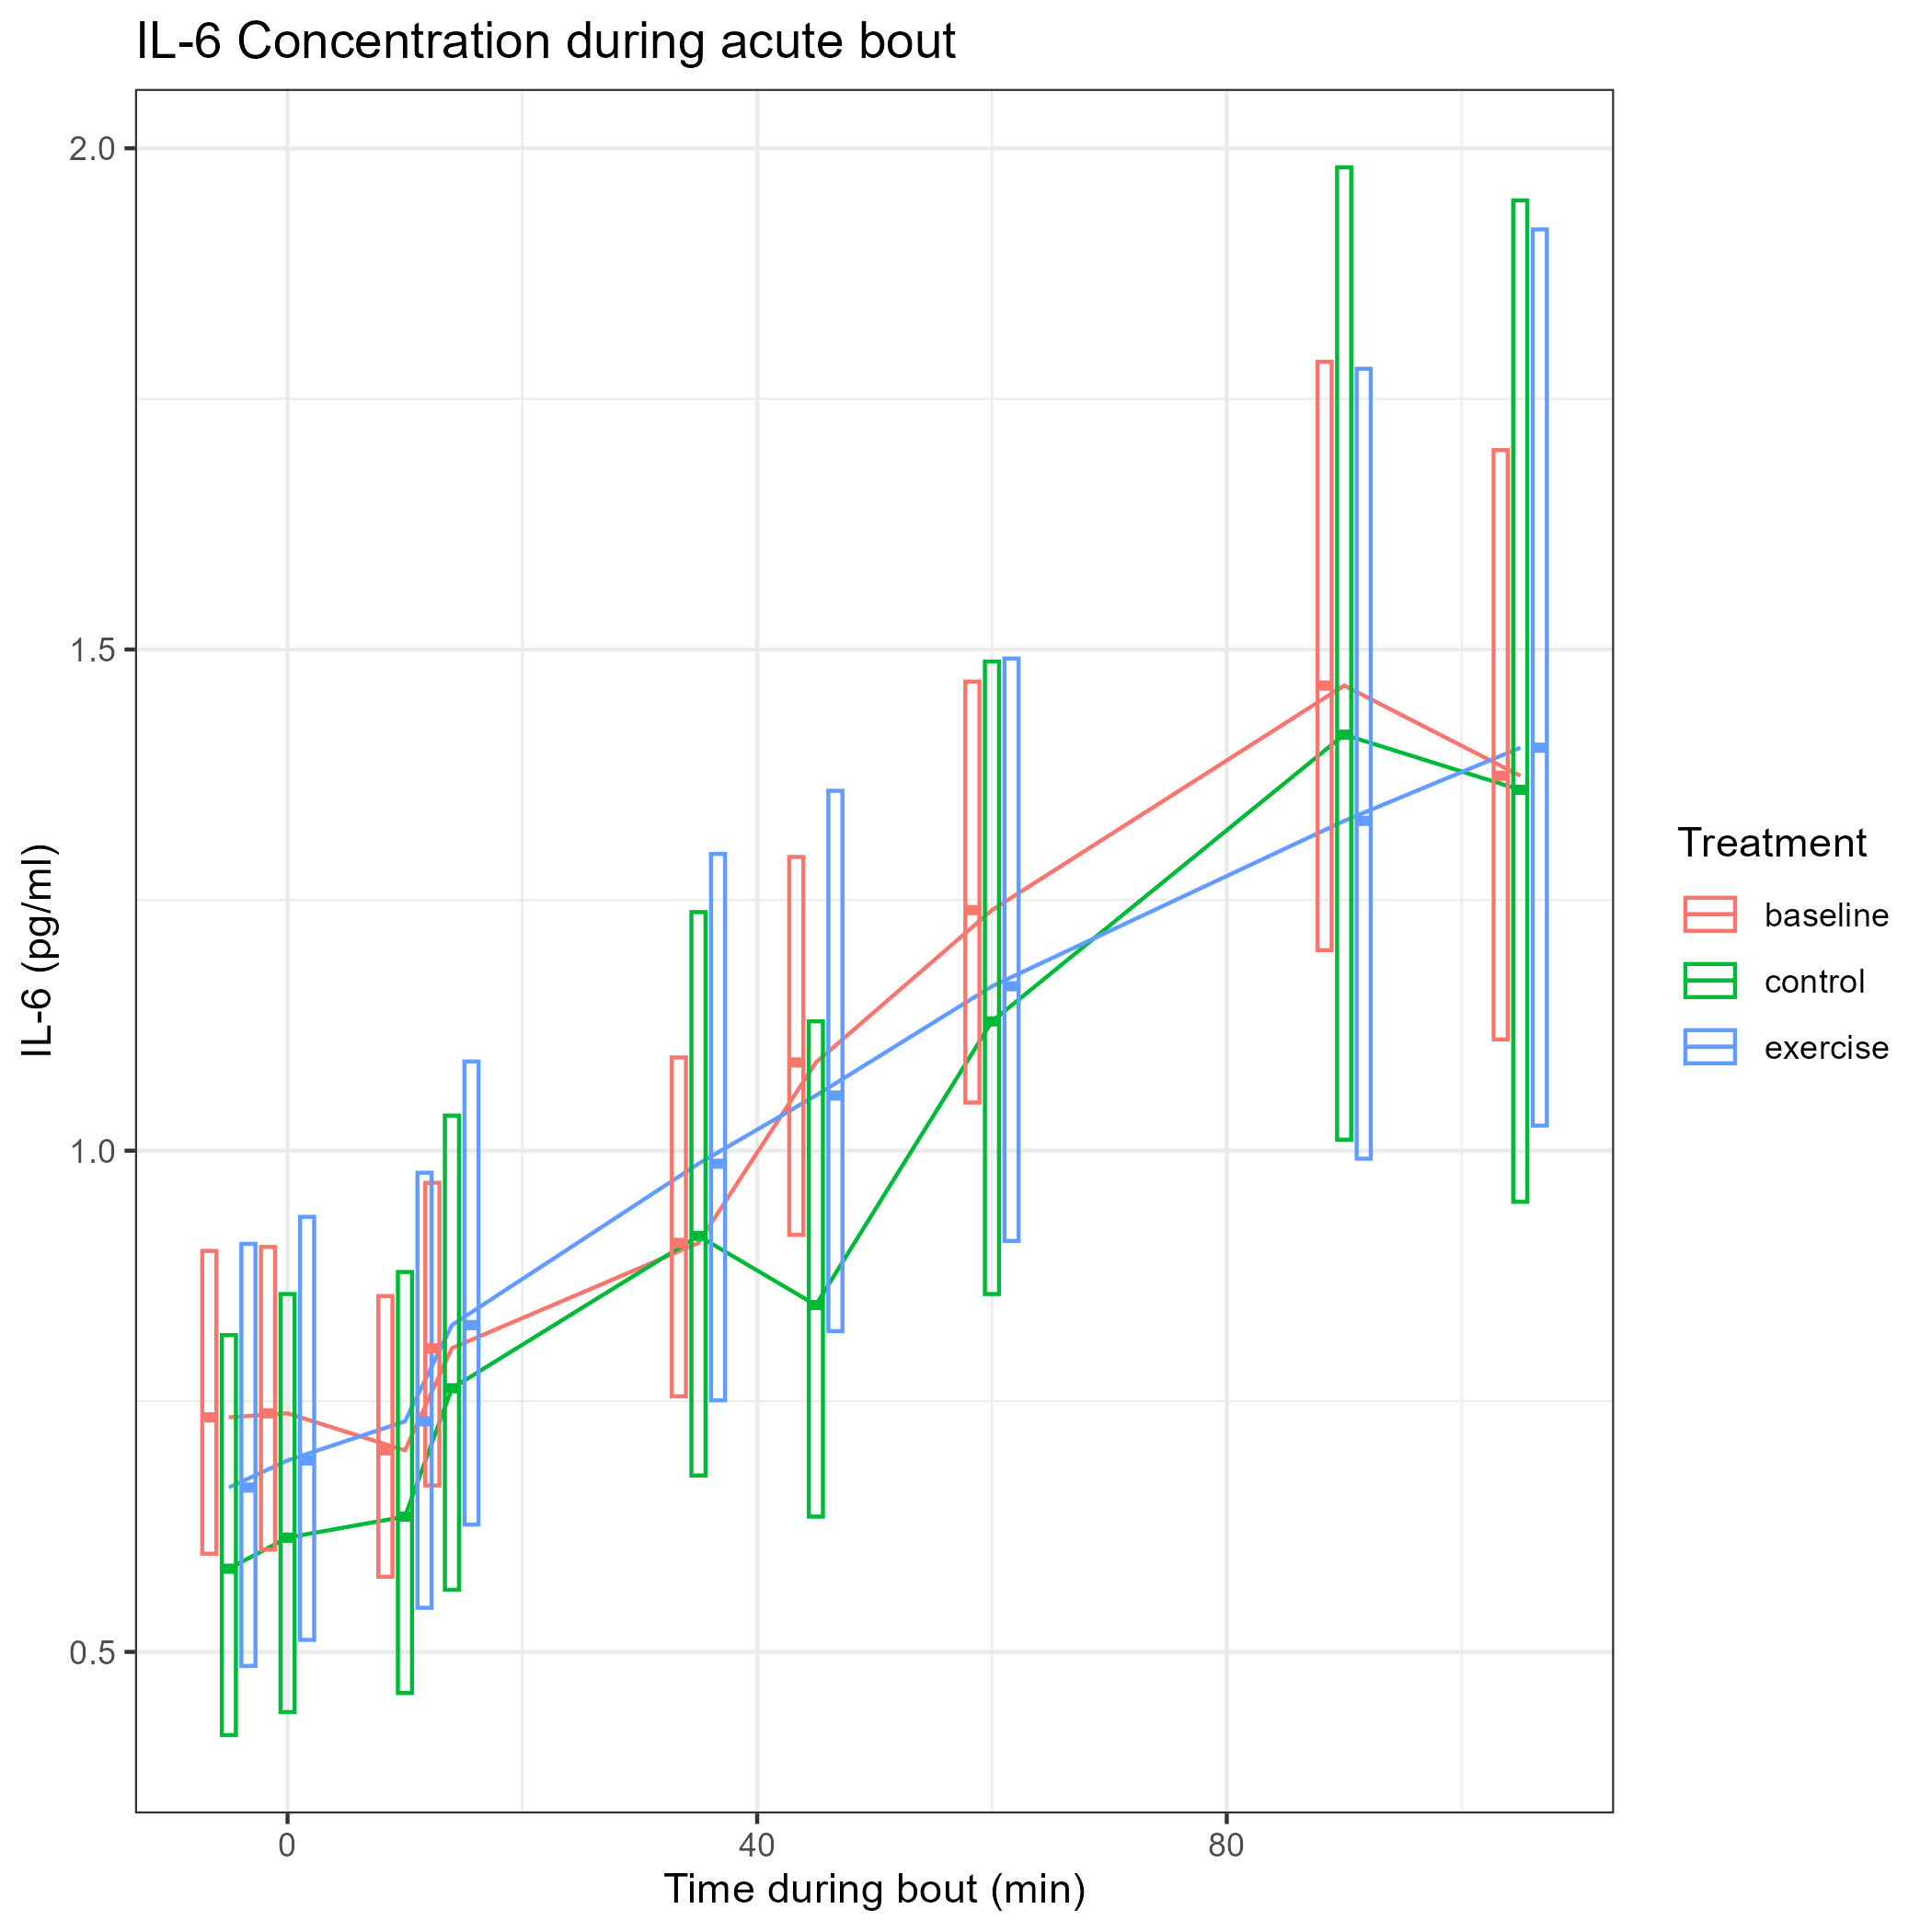 IL-6 Concentration during acute bout
2.0
1.5
1.0
0.5
IL-6 (pg/ml)
0
40
80
Time during bout (min)
Treatment
baseline
control
exercise